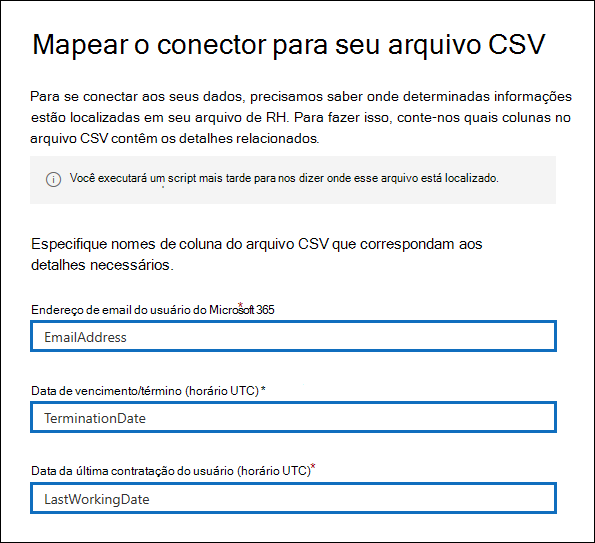 Mapear o conector para seu arquivo CSV
Para se conectar aos seus dados, precisamos saber onde determinadas informações
estão localizadas em seu arquivo de RH. Para fazer isso, conte-nos quais colunas no
arquivo CSV contêm os detalhes relacionados.
Você executará um script mais tarde para nos dizer onde esse arquivo está localizado.
Especifique nomes de coluna do arquivo CSV que correspondam aos
detalhes necessários.
Endereço de email do usuário do Microsoft 365 *
EmailAddress
Data de vencimento/término (horário UTC) *
TerminationDate
Data da última contratação do usuário (horário UTC)*
LastWorkingDate